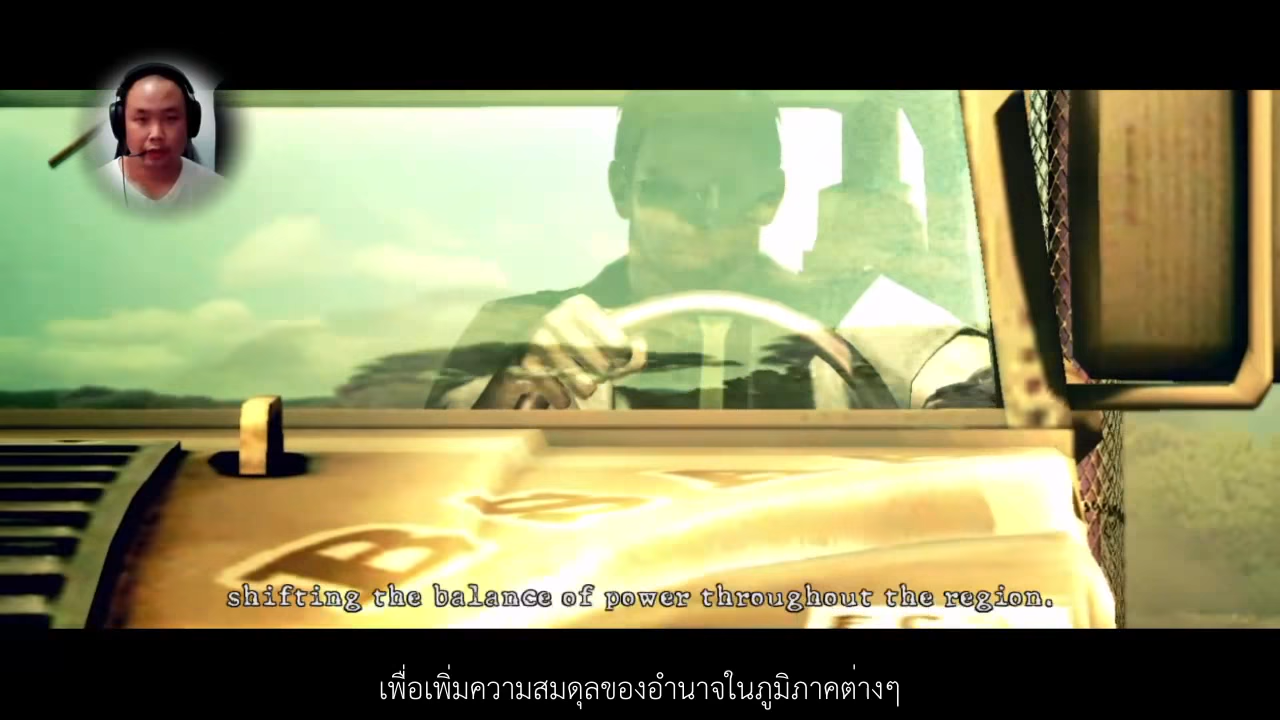 shifting the balance of power throughout the region.
เพื่อเพิ่มความสมดุลของอำนาจในภูมิภาคต่างๆ